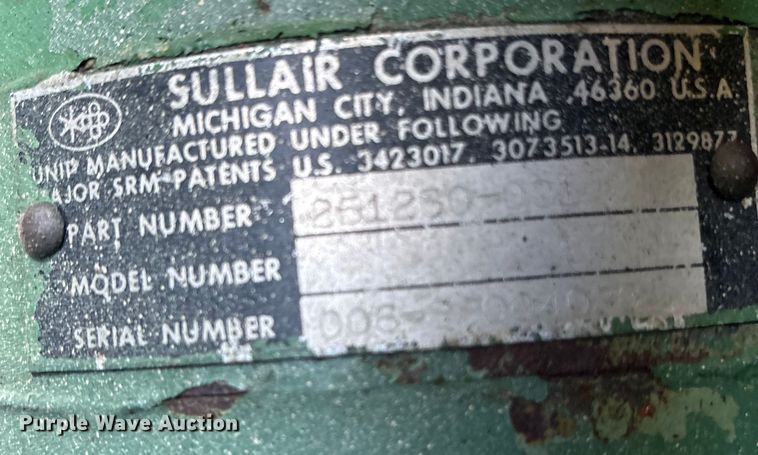 SULLAIR CORPORATION
MICHIGAN CITY, INDIANA 46360 U.S.A.
UNIT MANUFACTURED UNDER FOLLOWING
MAJOR SRM PATENTS U.S. 3423017, 3073513-14, 3129877
PART NUMBER
MODEL NUMBER
SERIAL NUMBER
Purple Wave Auction